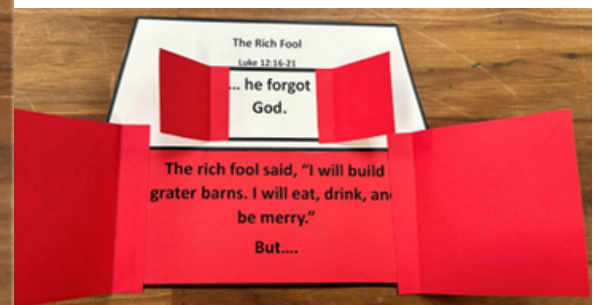 The Rich Fool
Luke 12:16-21
... he forgot
God.
The rich fool said, “I will build
grater barns. I will eat, drink, an
be merry.”
But....